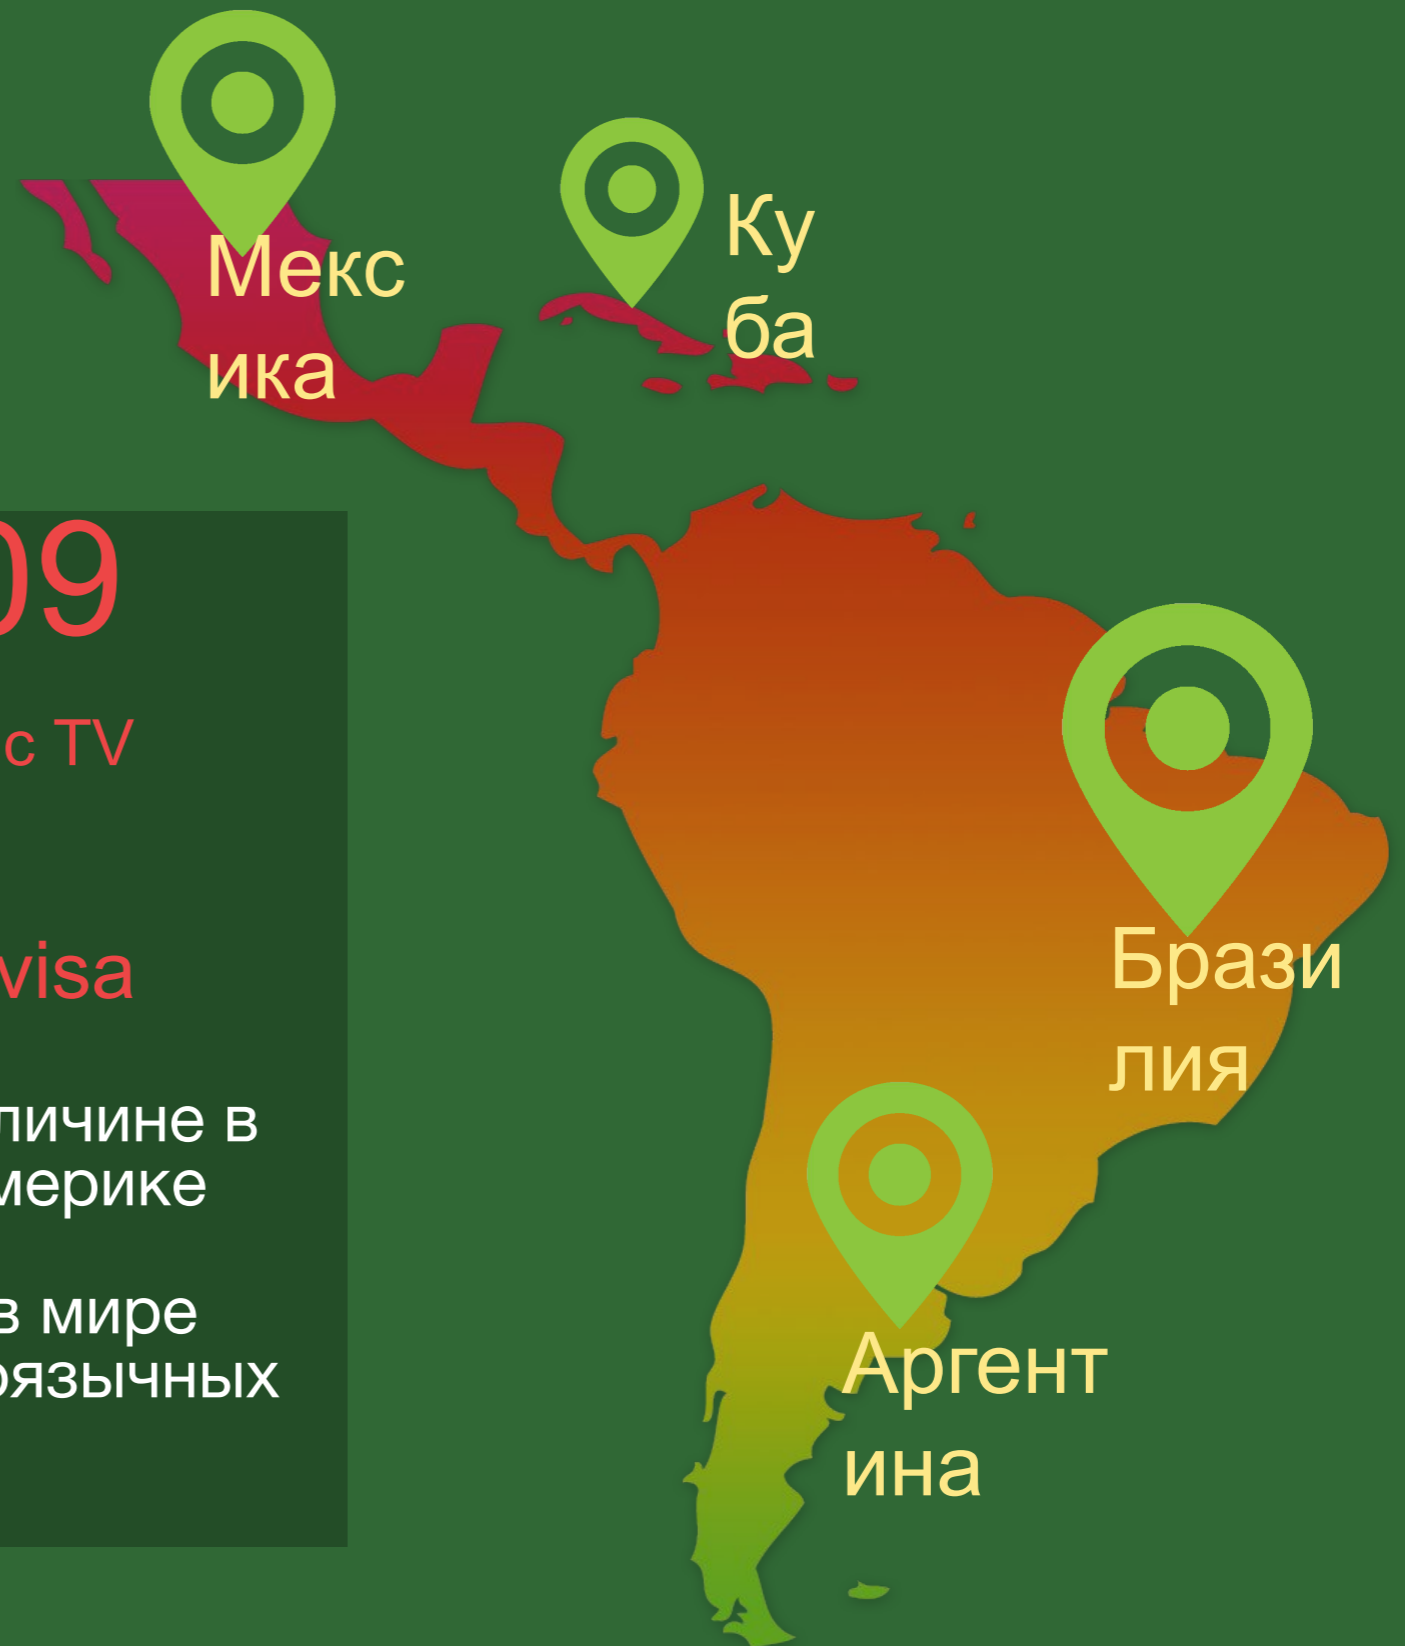 Мекс
ика
Ку
ба
09
с TV
visa
личине в
мерике
в мире
оязычных
Брази
лия
Аргент
ина